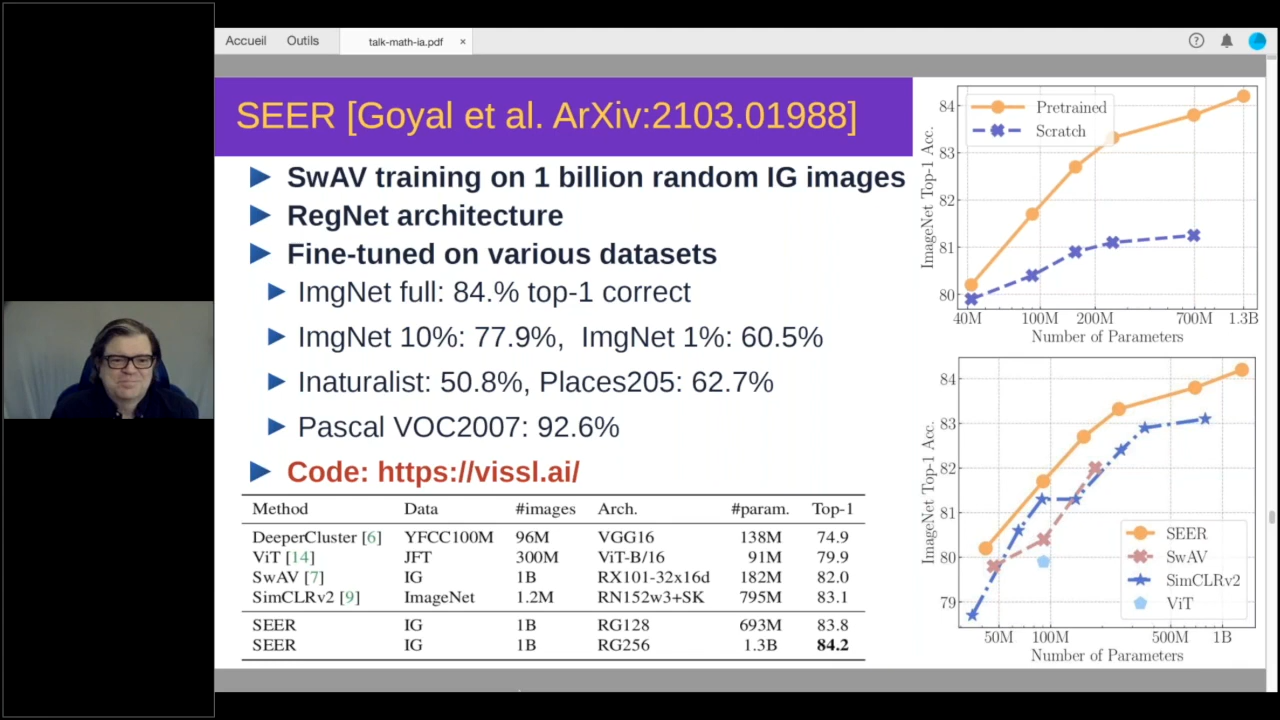 Accueil Outils talk-math-ia.pdf ×
SEER [Goyal et al. ArXiv:2103.01988]
SwAV training on 1 billion random IG images
RegNet architecture
Fine-tuned on various datasets
ImgNet full: 84.% top-1 correct
ImgNet 10%: 77.9%, ImgNet 1%: 60.5%
Inaturalist: 50.8%, Places205: 62.7%
Pascal VOC2007: 92.6%
Code: https://vissl.ai/
Method Data #images Arch. #param. Top-1
DeeperCluster [6] YFCC100M 96M VGG16 138M 74.9
ViT [14] JFT 300M ViT-B/16 91M 79.9
SwAV [7] IG 1B RX101-32x16d 182M 82.0
SimCLRv2 [9] ImageNet 1.2M RN152w3+SK 795M 83.1
SEER IG 1B RG128 693M 83.8
SEER IG 1B RG256 1.3B 84.2
ImageNet Top-1 Acc.
84
83
82
81
80
Pretrained
Scratch
40M 100M 200M 700M 1.3B
Number of Parameters
ImageNet Top-1 Acc.
84
83
82
81
80
79
SEER
SwAV
SimCLRv2
ViT
50M 100M 500M 1B
Number of Parameters